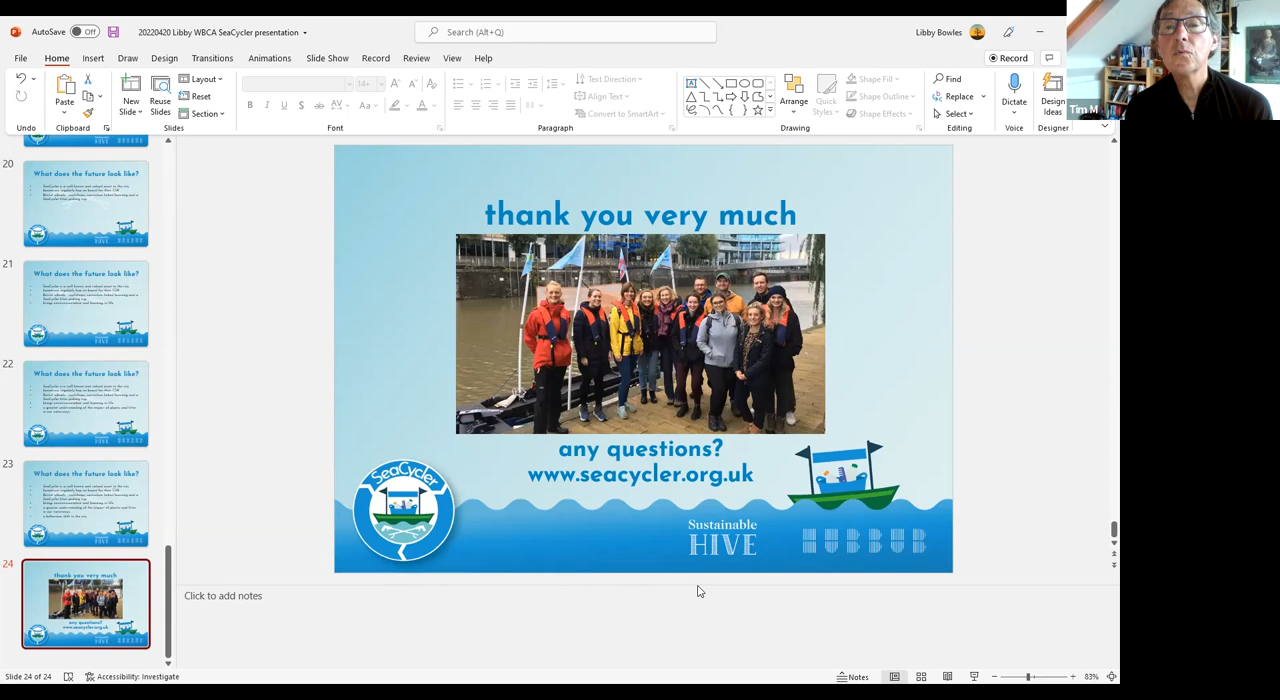 AutoSave Off 20220420 Libby WBCA SeaCycler presentation Search (Alt+Q) Libby Bowles
File Home Insert Draw Design Transitions Animations Slide Show Record Review View Help Record
Paste New Slide Reuse Slides Layout Reset Section
14+
B I U S ab AV Aa A
Text Direction Align Text Convert to SmartArt
Arrange Quick Styles Shape Fill Shape Outline Shape Effects
Find Replace Select Dictate Design Ideas
Undo Clipboard Slides Font Paragraph Drawing Editing Voice Designer
Tim M
20
What does the future look like?
21
What does the future look like?
22
What does the future look like?
23
What does the future look like?
24
thank you very much
any questions?
www.seacycler.org.uk
thank you very much
any questions?
www.seacycler.org.uk
SeaCycler
Sustainable
HIVE
HUBBUB
Click to add notes
Slide 24 of 24 Accessibility: Investigate Notes 83%